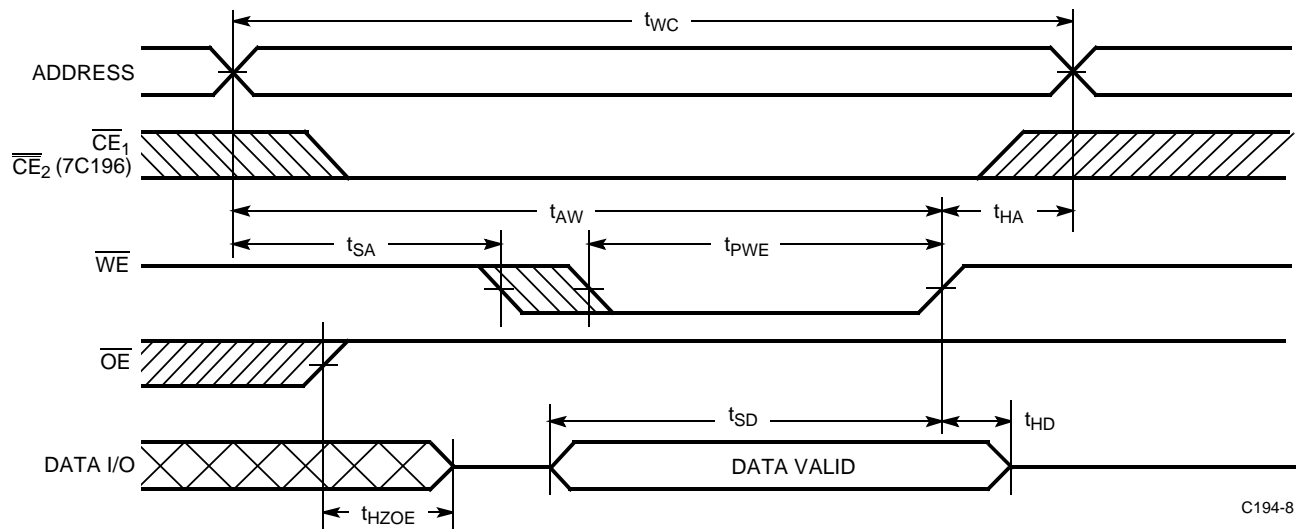 tWC
ADDRESS
CE1
CE2 (7C196)
tAW
tHA
tSA
tPWE
WE
OE
tSD
tHD
DATA I/O
DATA VALID
tHZOE
C194-8